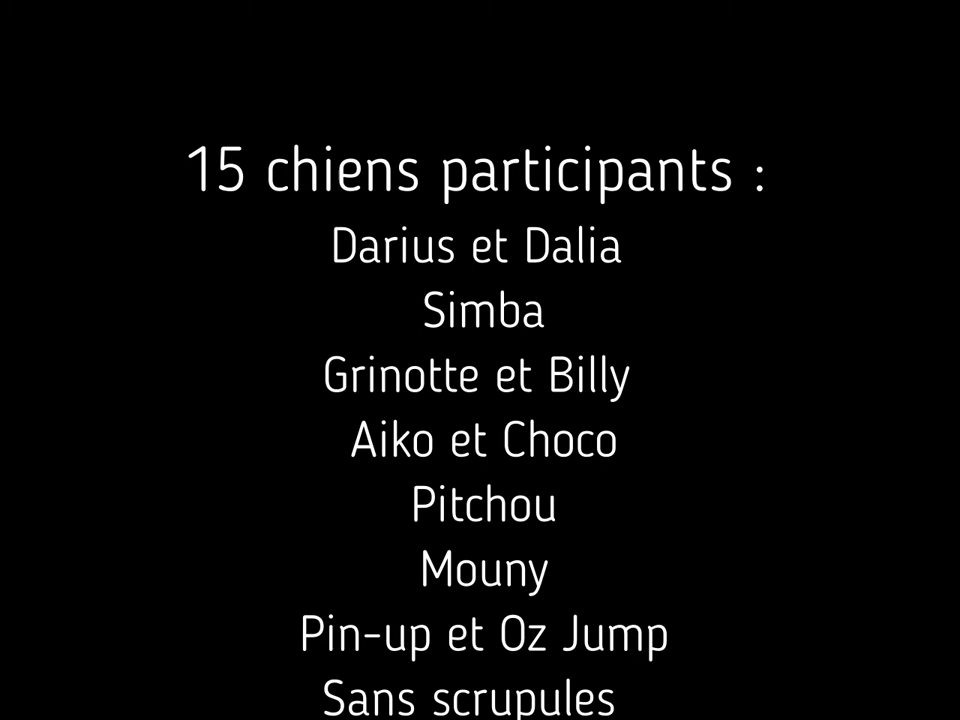 15 chiens participants :
Darius et Dalia
Simba
Grinotte et Billy
Aiko et Choco
Pitchou
Mouny
Pin-up et Oz Jump
Sans scrupules